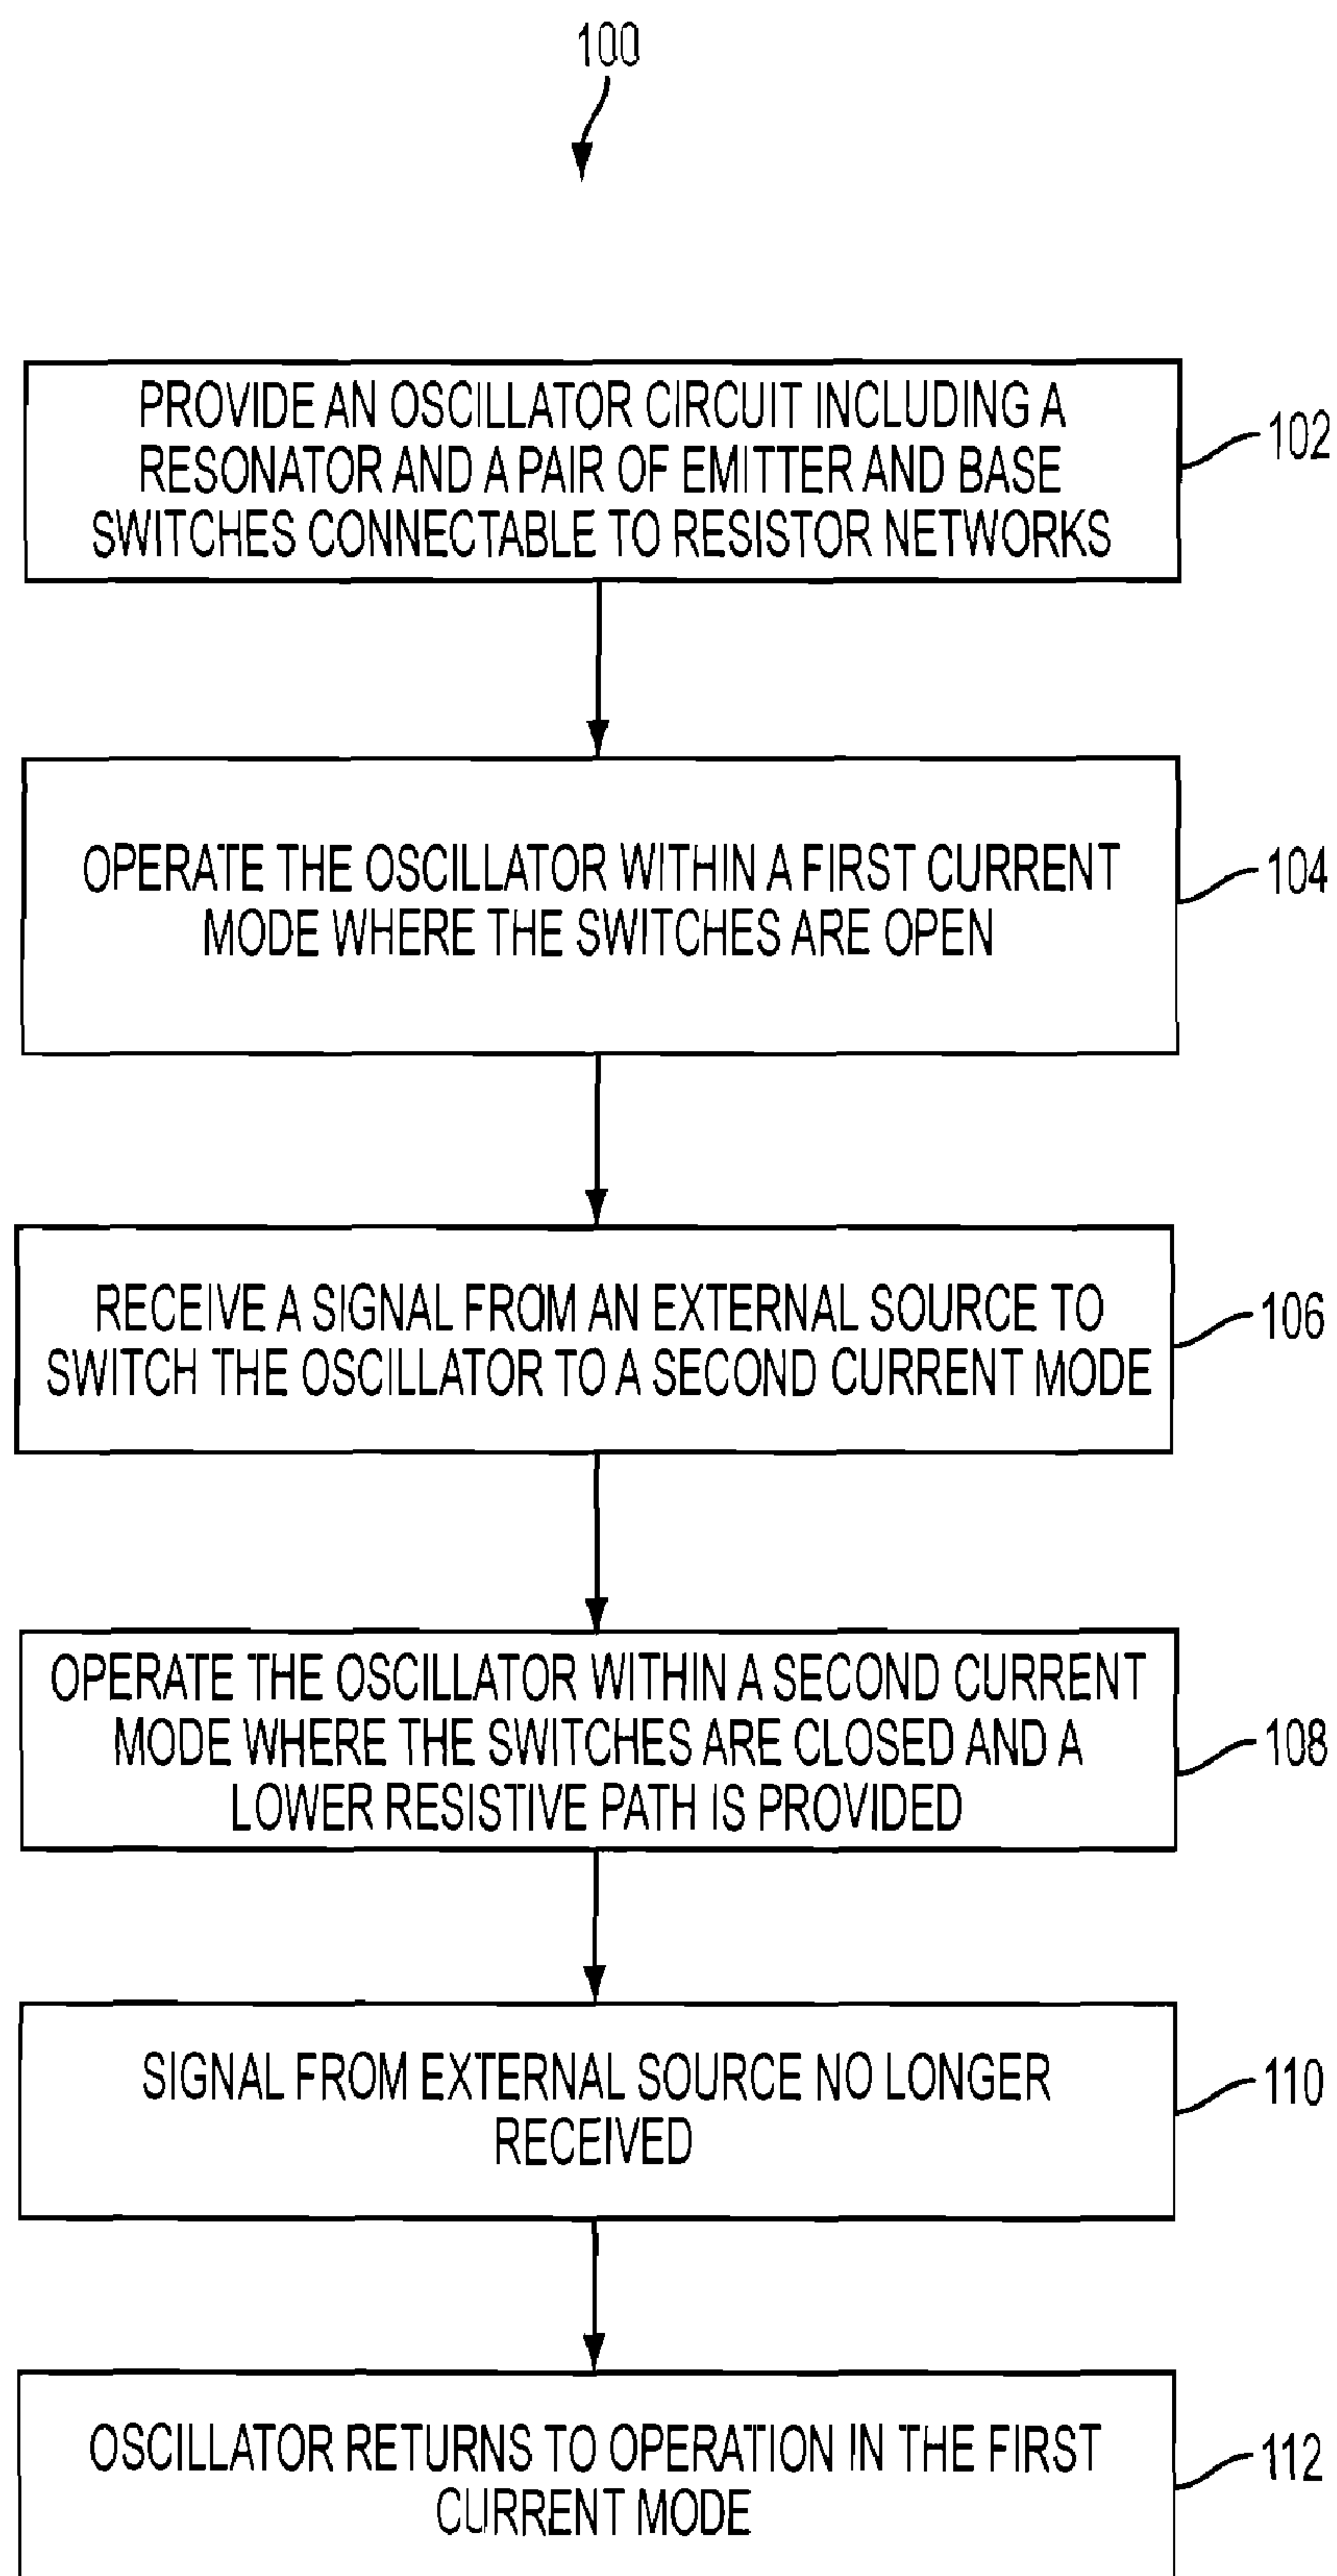 100
PROVIDE AN OSCILLATOR CIRCUIT INCLUDING A
RESONATOR AND A PAIR OF EMITTER AND BASE
SWITCHES CONNECTABLE TO RESISTOR NETWORKS
102
OPERATE THE OSCILLATOR WITHIN A FIRST CURRENT
MODE WHERE THE SWITCHES ARE OPEN
104
RECEIVE A SIGNAL FROM AN EXTERNAL SOURCE TO
SWITCH THE OSCILLATOR TO A SECOND CURRENT MODE
106
OPERATE THE OSCILLATOR WITHIN A SECOND CURRENT
MODE WHERE THE SWITCHES ARE CLOSED AND A
LOWER RESISTIVE PATH IS PROVIDED
108
SIGNAL FROM EXTERNAL SOURCE NO LONGER
RECEIVED
110
OSCILLATOR RETURNS TO OPERATION IN THE FIRST
CURRENT MODE
112